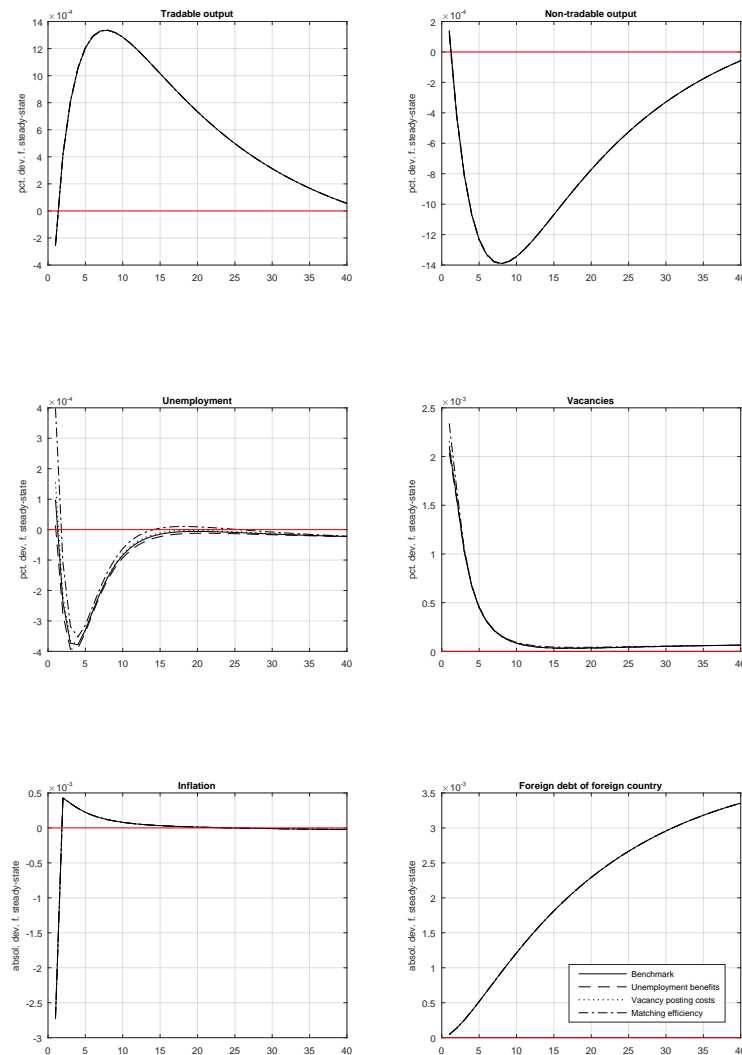 Tradable output
×10⁻⁴
14
12
10
8
6
4
2
0
-2
-4
pct. dev. f. steady-state
0 5 10 15 20 25 30 35 40
Non-tradable output
×10⁻⁴
2
0
-2
-4
-6
-8
-10
-12
-14
pct. dev. f. steady-state
0 5 10 15 20 25 30 35 40
Unemployment
×10⁻⁴
4
3
2
1
0
-1
-2
-3
-4
pct. dev. f. steady-state
0 5 10 15 20 25 30 35 40
Vacancies
×10⁻³
2.5
2
1.5
1
0.5
0
pct. dev. f. steady-state
0 5 10 15 20 25 30 35 40
Inflation
×10⁻³
0.5
0
-0.5
-1
-1.5
-2
-2.5
-3
absol. dev. f. steady-state
0 5 10 15 20 25 30 35 40
Foreign debt of foreign country
×10⁻³
3.5
3
2.5
2
1.5
1
0.5
0
absol. dev. f. steady-state
0 5 10 15 20 25 30 35 40
Benchmark
Unemployment benefits
Vacancy posting costs
Matching efficiency